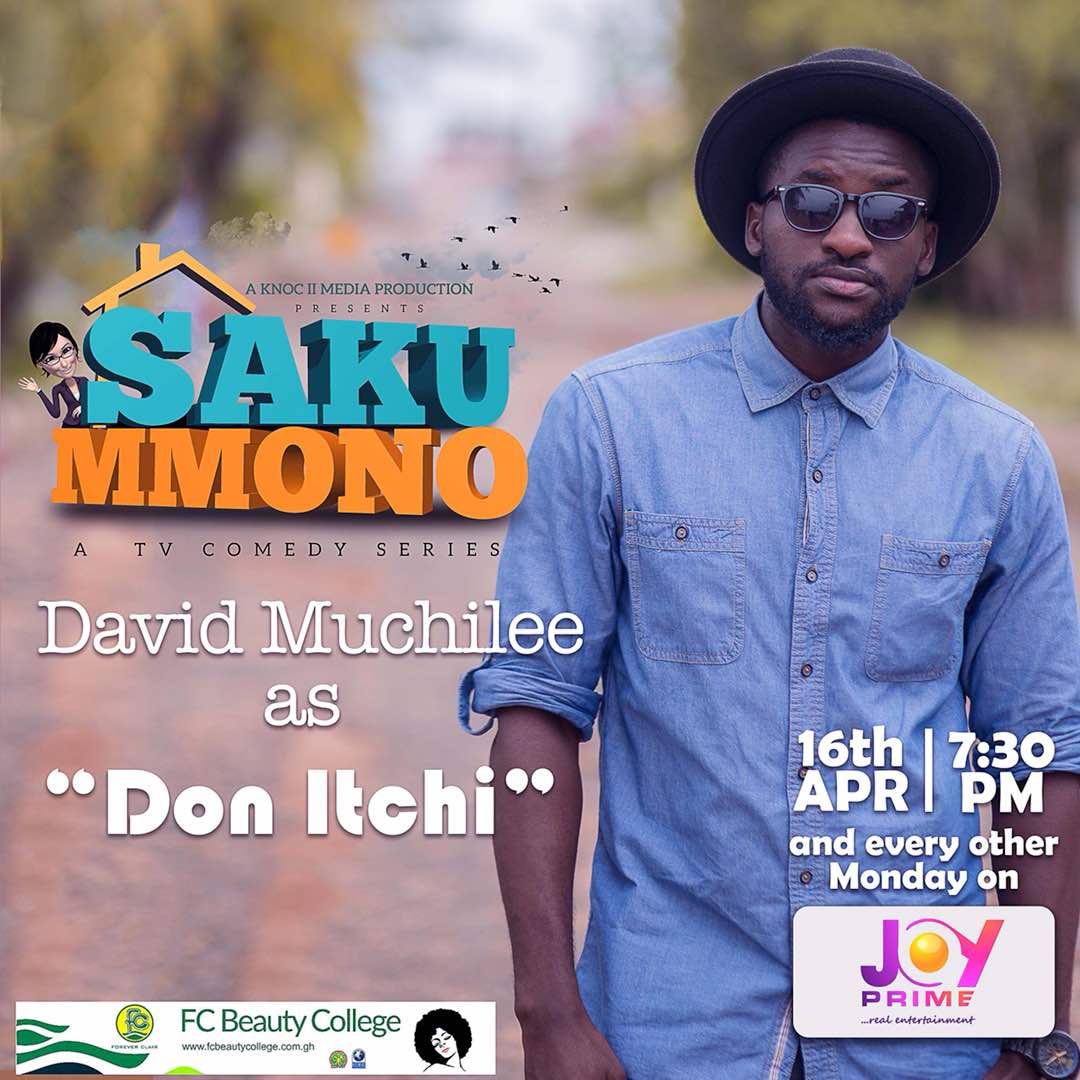 A KNOC II MEDIA PRODUCTION
PRESENTS
SAKU
MMONO
A TV COMEDY SERIES
David Muchilee
as
“Don Itchi”
16th APR | 7:30 PM
and every other
Monday on
JOY
PRIME
...real entertainment
FC
FOREVER CLAIR
FC Beauty College
www.fcbeautycollege.com.gh